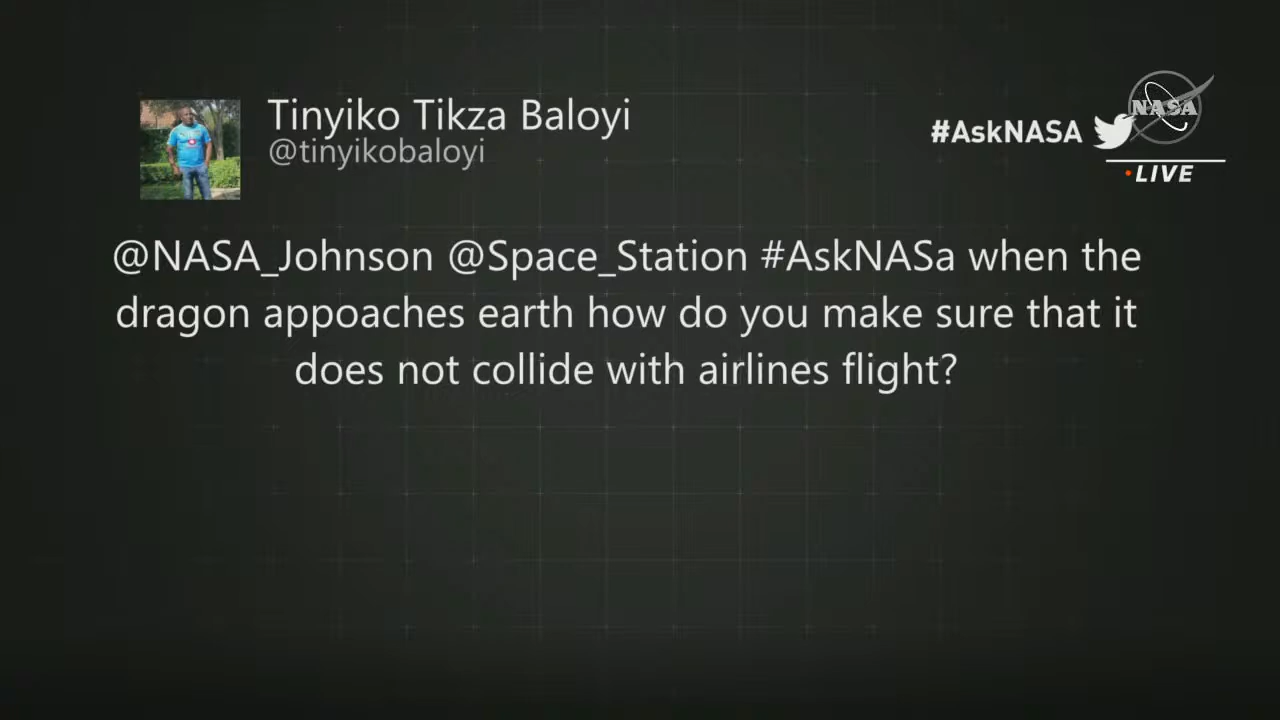 Tinyiko Tikza Baloyi
@tinyikobaloyi
#AskNASA
NASA
LIVE
@NASA_Johnson @Space_Station #AskNASa when the
dragon appoaches earth how do you make sure that it
does not collide with airlines flight?